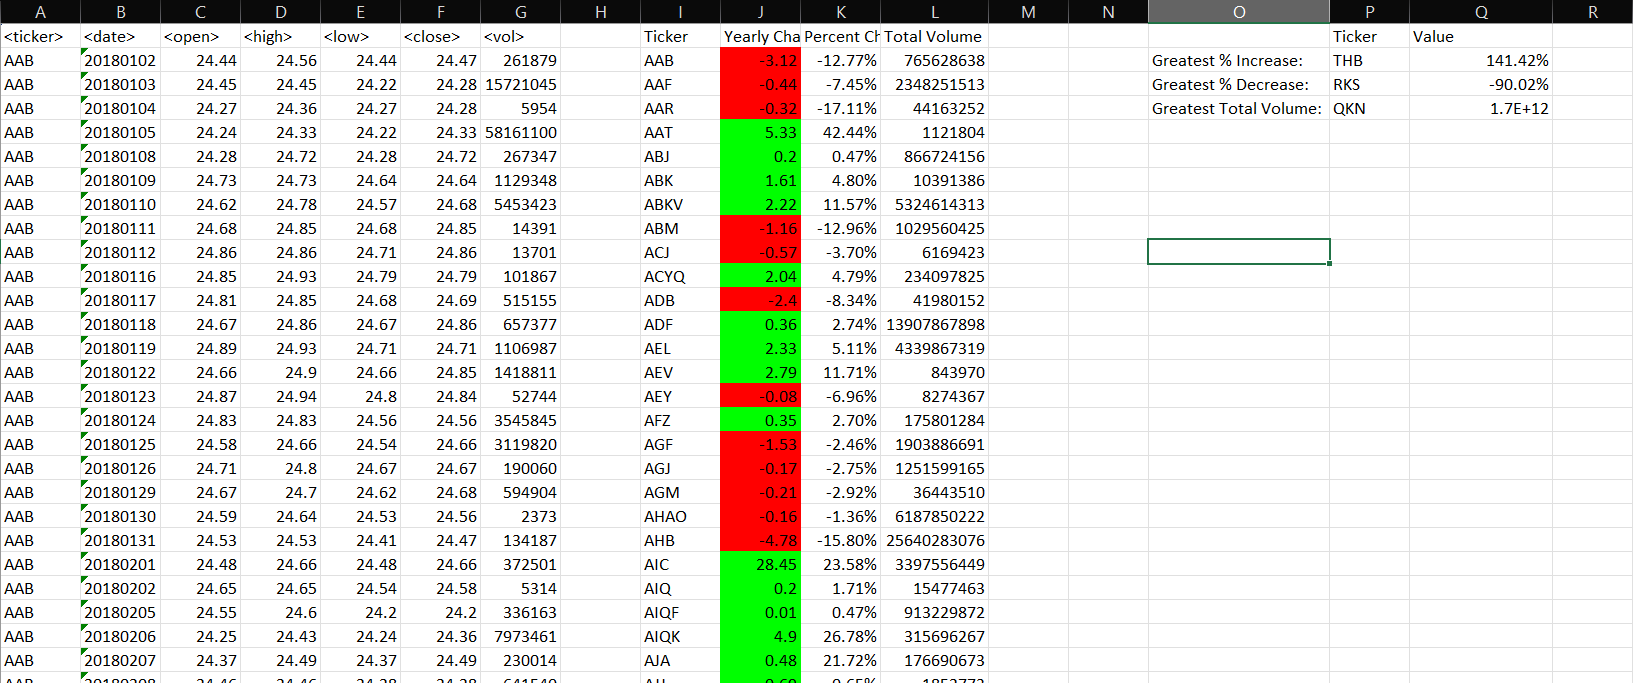 A B C D E F G H I J K L M N O P Q R
<ticker> <date> <open> <high> <low> <close> <vol> Ticker Yearly Cha Percent Ch Total Volume Ticker Value
AAB 20180102 24.44 24.56 24.44 24.47 261879 AAB -3.12 -12.77% 765628638 Greatest % Increase: THB 141.42%
AAB 20180103 24.45 24.45 24.22 24.28 15721045 AAF -0.44 -7.45% 2348251513 Greatest % Decrease: RKS -90.02%
AAB 20180104 24.27 24.36 24.27 24.28 5954 AAR -0.32 -17.11% 44163252 Greatest Total Volume: QKN 1.7E+12
AAB 20180105 24.24 24.33 24.22 24.33 58161100 AAT 5.33 42.44% 1121804
AAB 20180108 24.28 24.72 24.28 24.72 267347 ABJ 0.2 0.47% 866724156
AAB 20180109 24.73 24.73 24.64 24.64 1129348 ABK 1.61 4.80% 10391386
AAB 20180110 24.62 24.78 24.57 24.68 5453423 ABKV 2.22 11.57% 5324614313
AAB 20180111 24.68 24.85 24.68 24.85 14391 ABM -1.16 -12.96% 1029560425
AAB 20180112 24.86 24.86 24.71 24.86 13701 ACJ -0.57 -3.70% 6169423
AAB 20180116 24.85 24.93 24.79 24.79 101867 ACYQ 2.04 4.79% 234097825
AAB 20180117 24.81 24.85 24.68 24.69 515155 ADB -2.4 -8.34% 41980152
AAB 20180118 24.67 24.86 24.67 24.86 657377 ADF 0.36 2.74% 13907867898
AAB 20180119 24.89 24.93 24.71 24.71 1106987 AEL 2.33 5.11% 4339867319
AAB 20180122 24.66 24.9 24.66 24.85 1418811 AEV 2.79 11.71% 843970
AAB 20180123 24.87 24.94 24.8 24.84 52744 AEY -0.08 -6.96% 8274367
AAB 20180124 24.83 24.83 24.56 24.56 3545845 AFZ 0.35 2.70% 175801284
AAB 20180125 24.58 24.66 24.54 24.66 3119820 AGF -1.53 -2.46% 1903886691
AAB 20180126 24.71 24.8 24.67 24.67 190060 AGJ -0.17 -2.75% 1251599165
AAB 20180129 24.67 24.7 24.62 24.68 594904 AGM -0.21 -2.92% 36443510
AAB 20180130 24.59 24.64 24.53 24.56 2373 AHAO -0.16 -1.36% 6187850222
AAB 20180131 24.53 24.53 24.41 24.47 134187 AHB -4.78 -15.80% 25640283076
AAB 20180201 24.48 24.66 24.48 24.66 372501 AIC 28.45 23.58% 3397556449
AAB 20180202 24.65 24.65 24.54 24.58 5314 AIQ 0.2 1.71% 15477463
AAB 20180205 24.55 24.6 24.2 24.2 336163 AIQF 0.01 0.47% 913229872
AAB 20180206 24.25 24.43 24.24 24.36 7973461 AIQK 4.9 26.78% 315696267
AAB 20180207 24.37 24.49 24.37 24.49 230014 AJA 0.48 21.72% 176690673